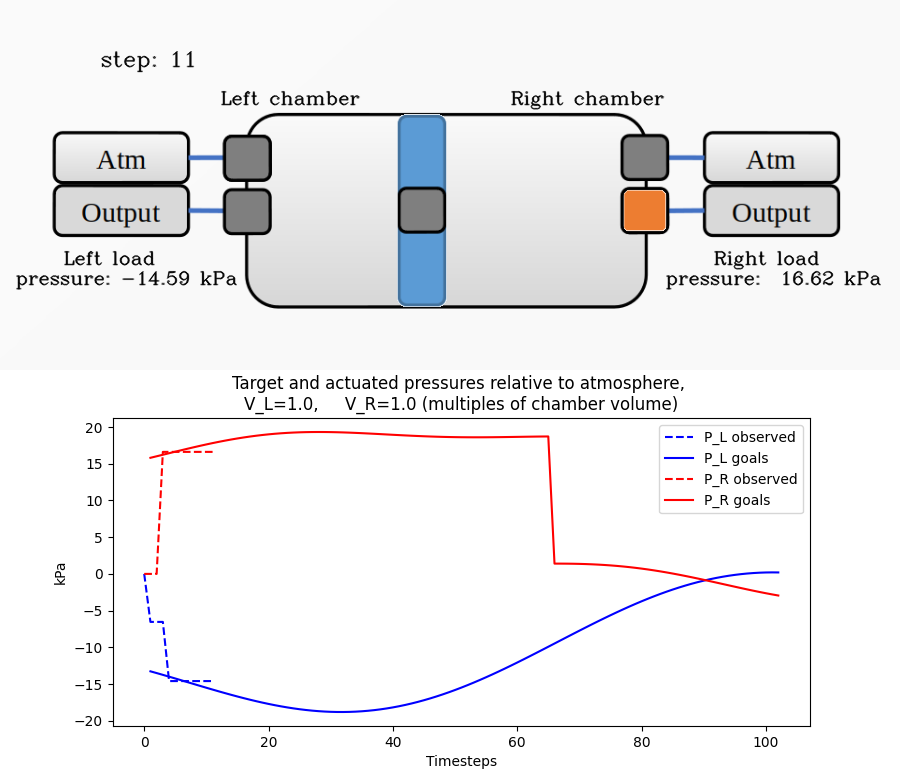 step: 11
Left chamber
Right chamber
Atm
Atm
Output
Output
Left load
pressure: −14.59 kPa
Right load
pressure: 16.62 kPa
Target and actuated pressures relative to atmosphere,
V_L=1.0, V_R=1.0 (multiples of chamber volume)
20
15
10
5
0
−5
−10
−15
−20
kPa
P_L observed
P_L goals
P_R observed
P_R goals
0 20 40 60 80 100
Timesteps